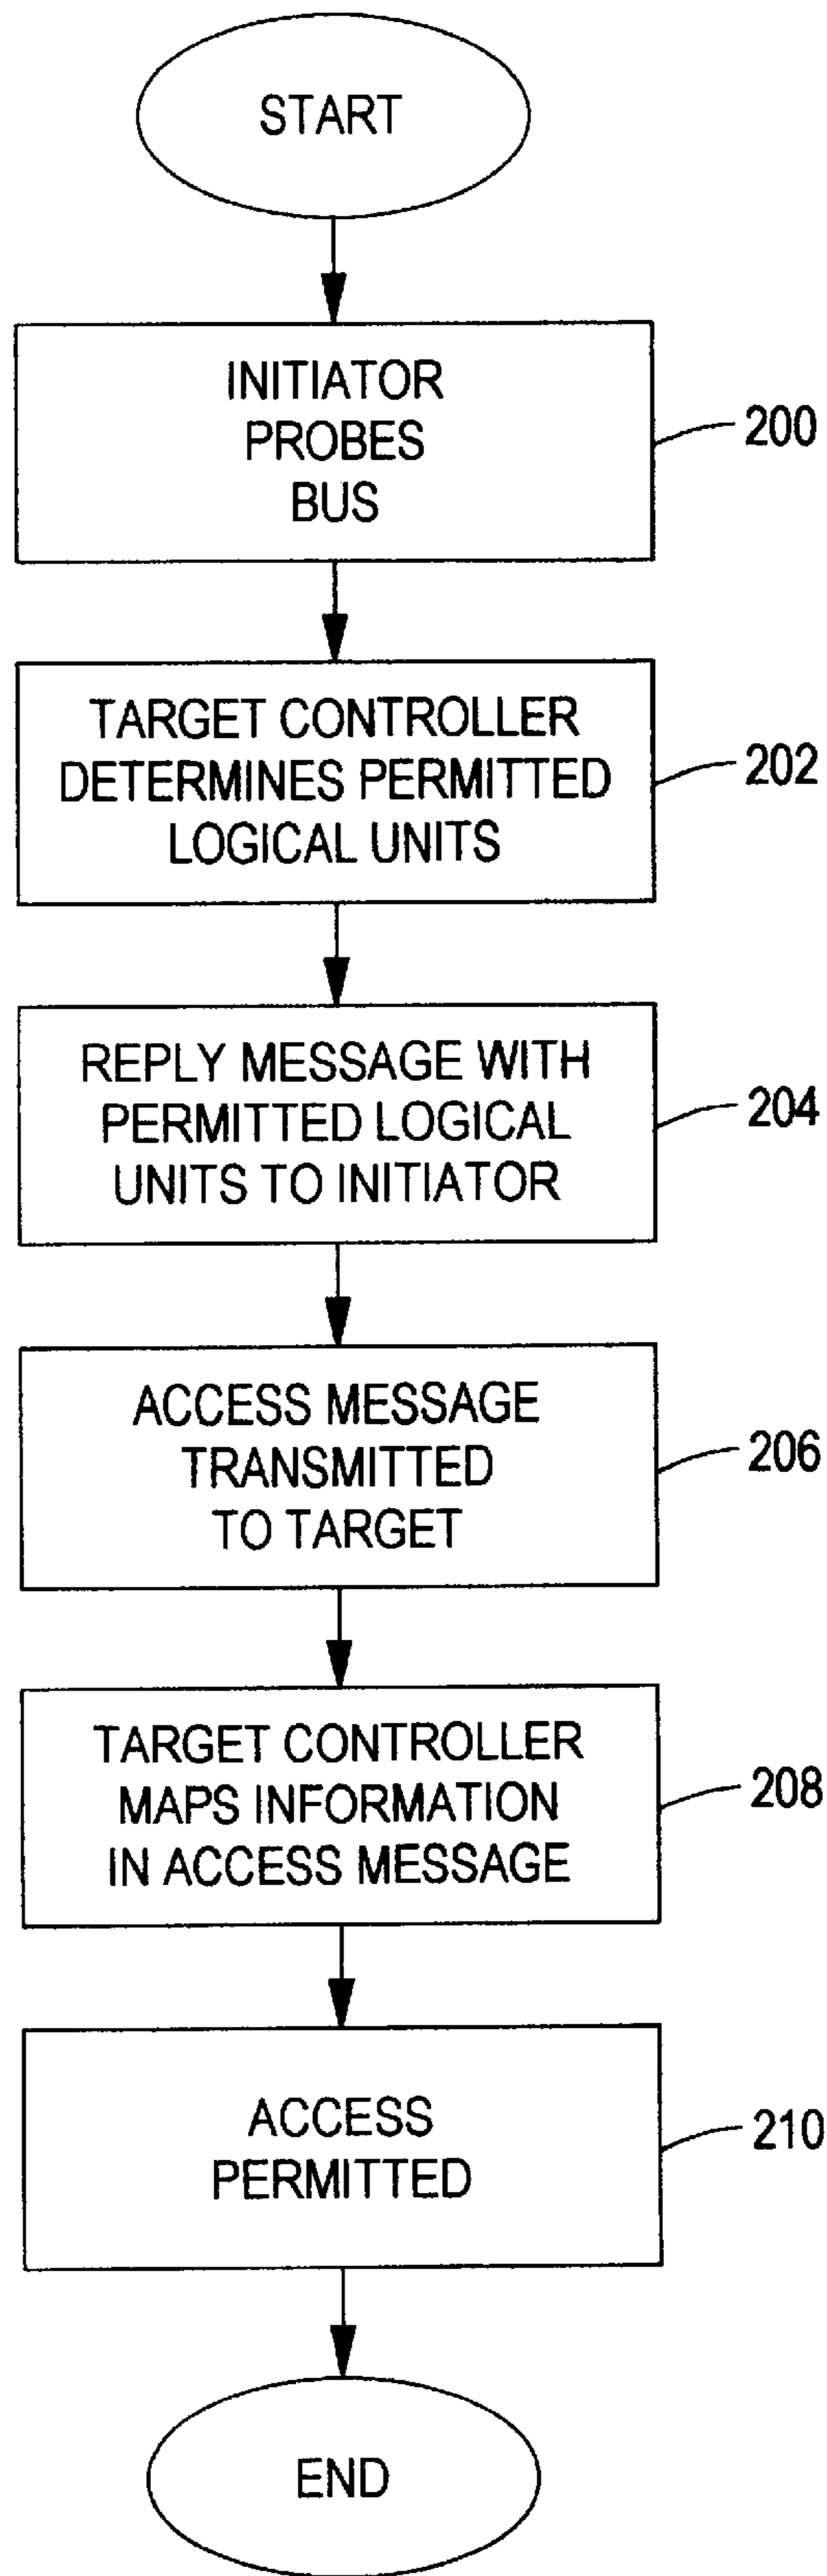 START
INITIATOR
PROBES
BUS
200
TARGET CONTROLLER
DETERMINES PERMITTED
LOGICAL UNITS
202
REPLY MESSAGE WITH
PERMITTED LOGICAL
UNITS TO INITIATOR
204
ACCESS MESSAGE
TRANSMITTED
TO TARGET
206
TARGET CONTROLLER
MAPS INFORMATION
IN ACCESS MESSAGE
208
ACCESS
PERMITTED
210
END